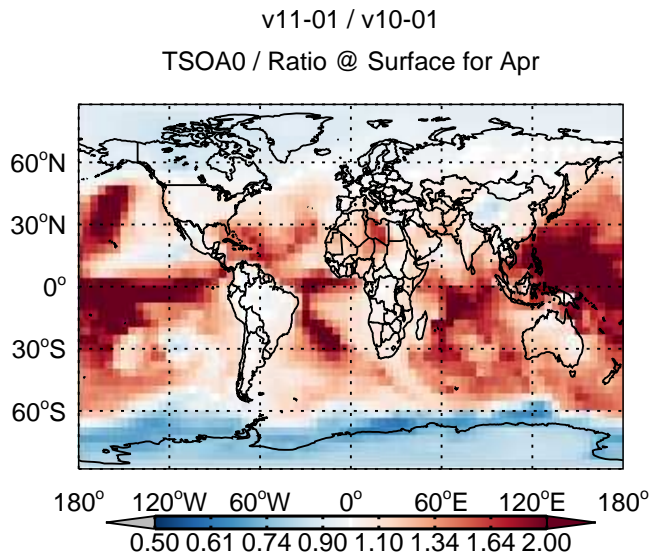 v11-01 / v10-01
TSOA0 / Ratio @ Surface for Apr
60°N
30°N
0°
30°S
60°S
180° 120°W 60°W 0° 60°E 120°E 180°
0.50 0.61 0.74 0.90 1.10 1.34 1.64 2.00